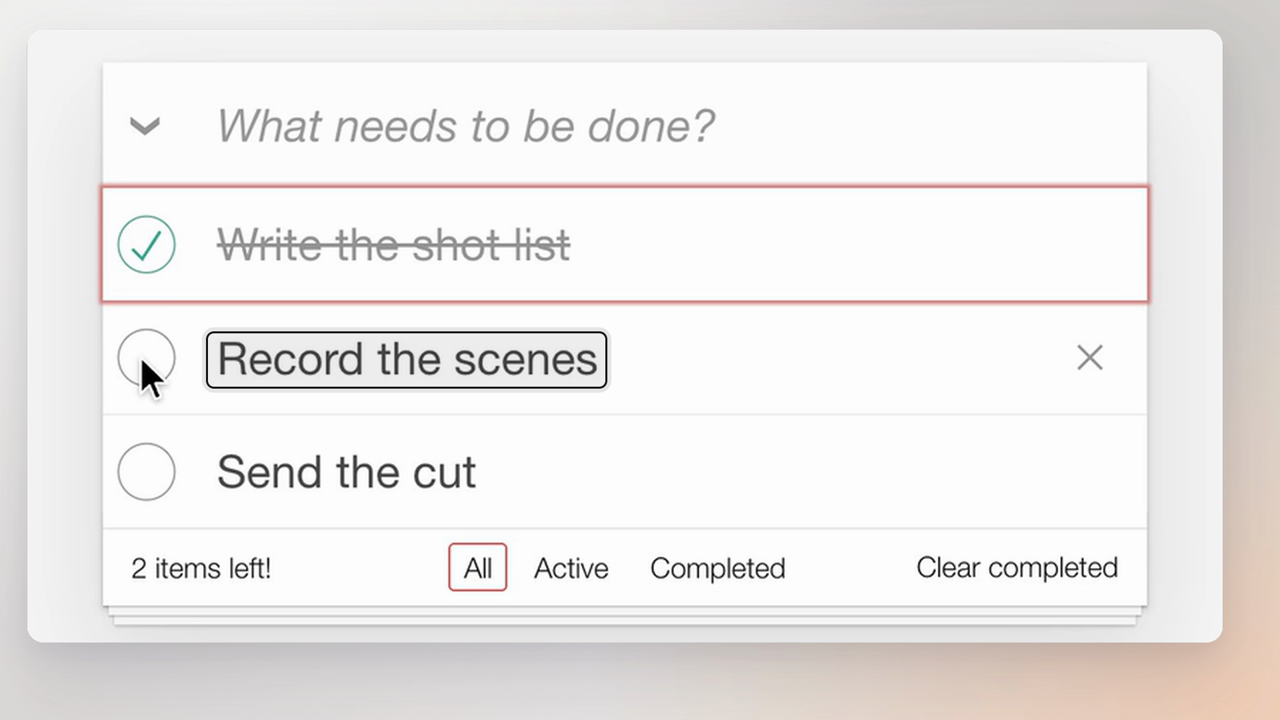 What needs to be done?
Write the shot list
Record the scenes
Send the cut
2 items left! All Active Completed Clear completed